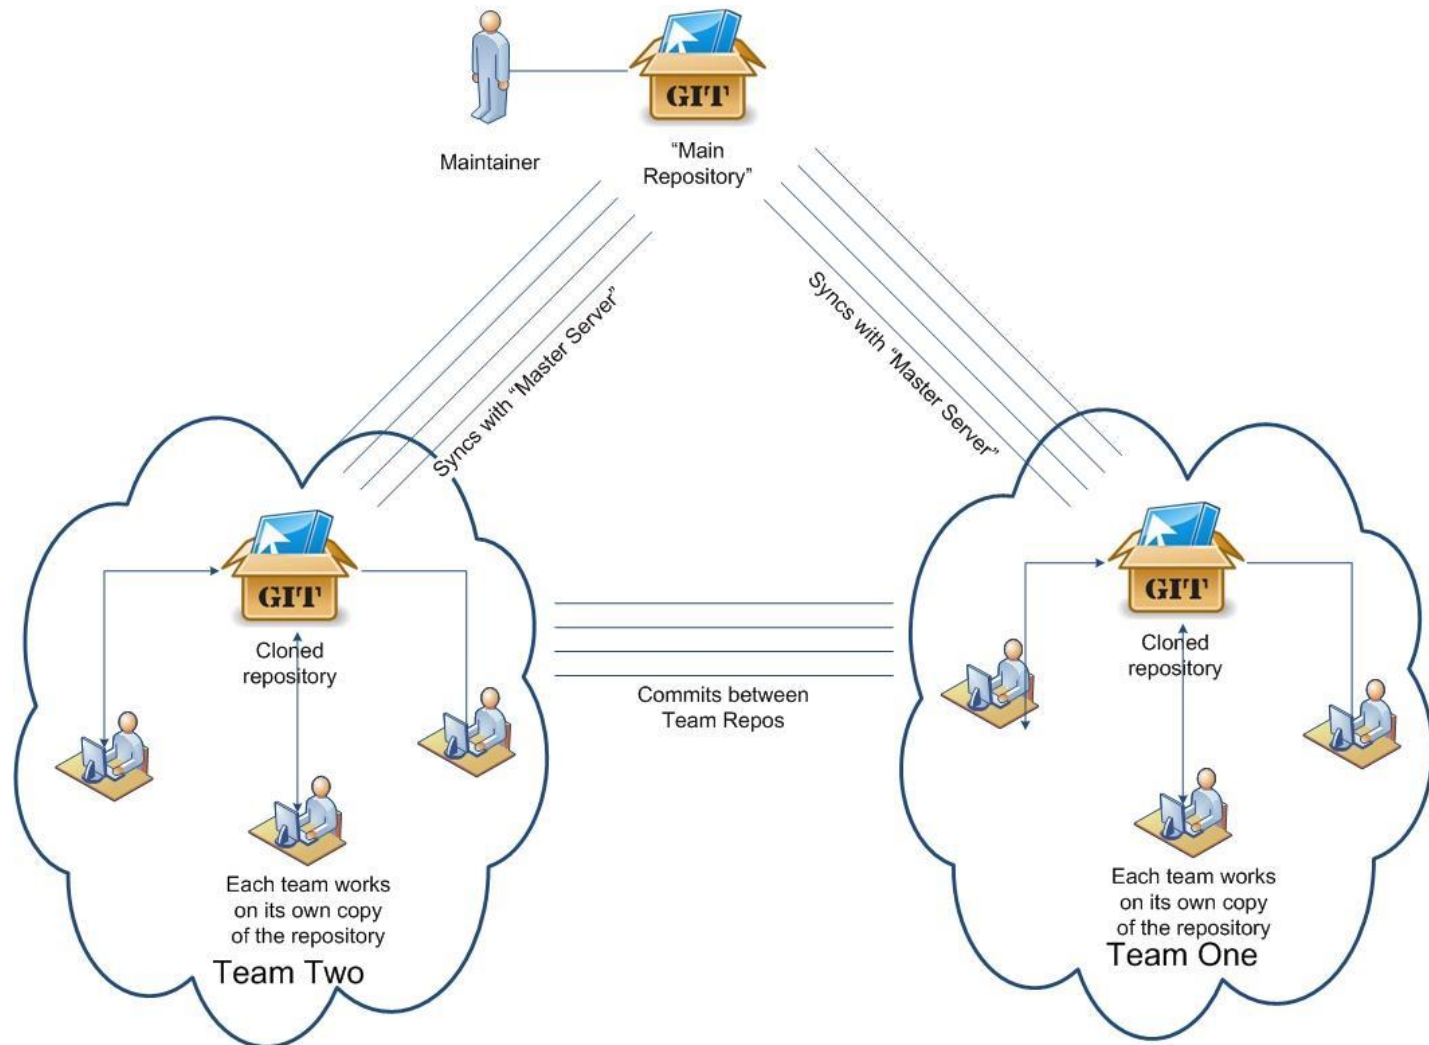 GIT
Maintainer
“Main
Repository”
Syncs with “Master Server”
Syncs with “Master Server”
GIT
Cloned
repository
GIT
Cloned
repository
Commits between
Team Repos
Each team works
on its own copy
of the repository
Team Two
Each team works
on its own copy
of the repository
Team One